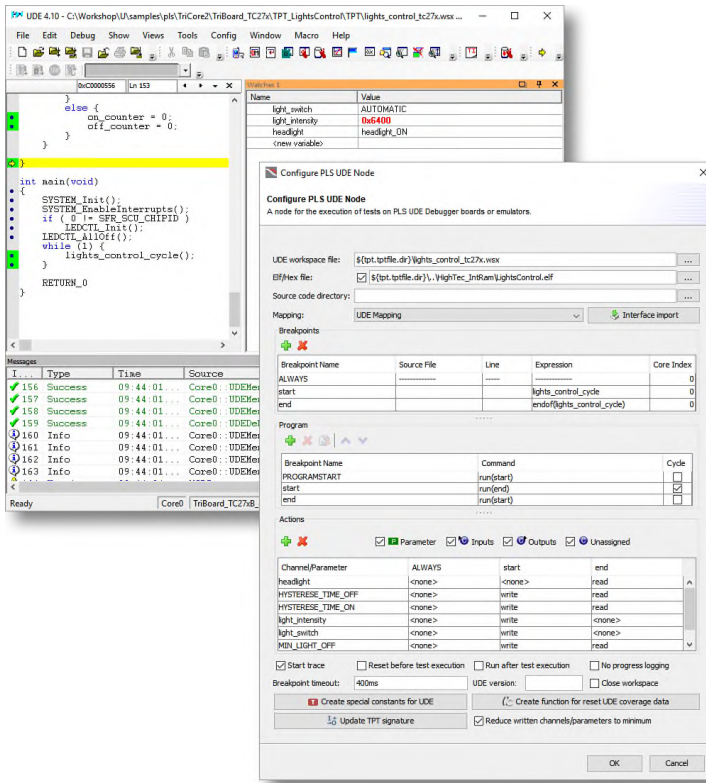 UDE 4.10 - C:\Workshop\U\samples\pls\TriCore2\TriBoard_TC27x\TPT_LightsControl\TPT\lights_control_tc27x.wsx ...
File Edit Debug Show Views Tools Config Window Macro Help
0xC0000556 Ln 153
Watches 1
Name Value
light_switch AUTOMATIC
light_intensity 0x6400
headlight headlight_ON
<new variable>
}
else {
on_counter = 0;
off_counter = 0;
}
}
}
int main(void)
{
SYSTEM_Init();
SYSTEM_EnableInterrupts();
if ( 0 != SFR_SCU_CHIPID )
LEDCTL_Init();
LEDCTL_AllOff();
while (1) {
lights_control_cycle();
}
RETURN_0
}
Messages
I... Type Time Source
156 Success 09:44:01... Core0::UDEMe
157 Success 09:44:01... Core0::UDEMe
158 Success 09:44:01... Core0::UDEMe
159 Success 09:44:01... Core0::UDEDe
160 Info 09:44:01... Core0::UDEMe
161 Info 09:44:01... Core0::UDEMe
162 Info 09:44:01... Core0::UDEMe
163 Info 09:44:01... Core0::UDEMe
Ready Core0 TriBoard_TC27xB_
Configure PLS UDE Node
Configure PLS UDE Node
A node for the execution of tests on PLS UDE Debugger boards or emulators.
UDE workspace file: ${tpt.tptfile.dir}\lights_control_tc27x.wsx ...
Elf/Hex file: ${tpt.tptfile.dir}\..\HighTec_IntRam\LightsControl.elf ...
Source code directory: ...
Mapping: UDE Mapping Interface import
Breakpoints
Breakpoint Name Source File Line Expression Core Index
ALWAYS ------------- ----- ------------- 0
start lights_control_cycle 0
end endof(lights_control_cycle) 0
Program
Breakpoint Name Command Cycle
PROGRAMSTART run(start)
start run(end)
end run(start)
Actions
Parameter Inputs Outputs Unassigned
Channel/Parameter ALWAYS start end
headlight <none> <none> read
HYSTERESE_TIME_OFF <none> write read
HYSTERESE_TIME_ON <none> write read
light_intensity <none> write <none>
light_switch <none> write <none>
MIN_LIGHT_OFF <none> write read
Start trace Reset before test execution Run after test execution No progress logging
Breakpoint timeout: 400ms UDE version: Close workspace
Create special constants for UDE Create function for reset UDE coverage data
Update TPT signature Reduce written channels/parameters to minimum
OK Cancel